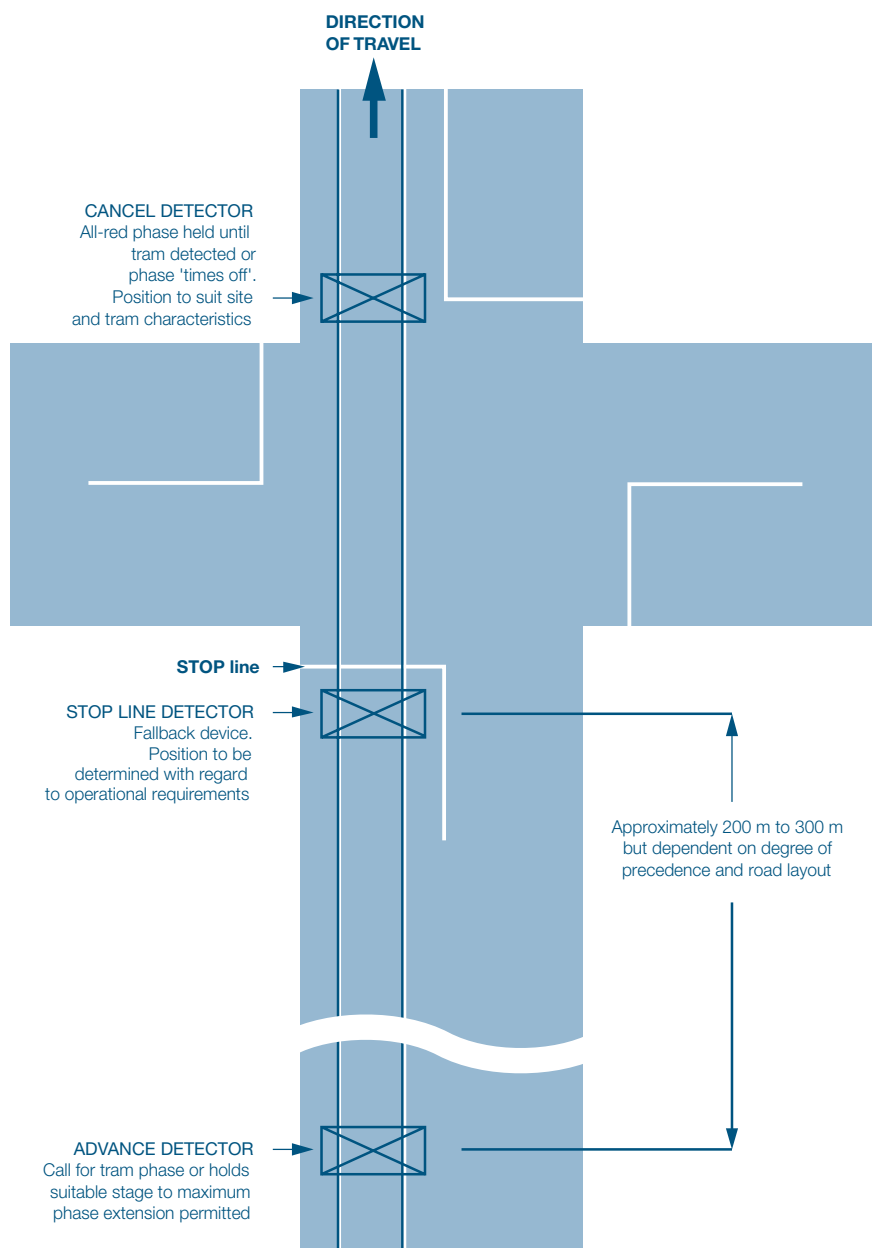 DIRECTION
OF TRAVEL
CANCEL DETECTOR
All-red phase held until
tram detected or
phase 'times off'.
Position to suit site
and tram characteristics
STOP line
STOP LINE DETECTOR
Fallback device.
Position to be
determined with regard
to operational requirements
Approximately 200 m to 300 m
but dependent on degree of
precedence and road layout
ADVANCE DETECTOR
Call for tram phase or holds
suitable stage to maximum
phase extension permitted